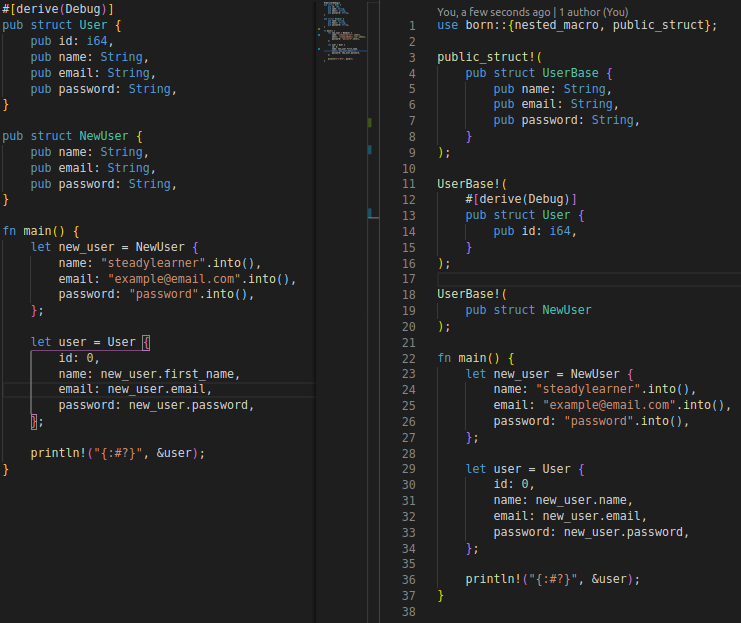 #[derive(Debug)]
pub struct User {
    pub id: i64,
    pub name: String,
    pub email: String,
    pub password: String,
}

pub struct NewUser {
    pub name: String,
    pub email: String,
    pub password: String,
}

fn main() {
    let new_user = NewUser {
        name: "steadylearner".into(),
        email: "example@email.com".into(),
        password: "password".into(),
    };

    let user = User {
        id: 0,
        name: new_user.first_name,
        email: new_user.email,
        password: new_user.password,
    };

    println!("{:#?}", &user);
}

You, a few seconds ago | 1 author (You)
1 use born::{nested_macro, public_struct};
2
3 public_struct!(
4     pub struct UserBase {
5         pub name: String,
6         pub email: String,
7         pub password: String,
8     }
9 );
10
11 UserBase!(
12     #[derive(Debug)]
13     pub struct User {
14         pub id: i64,
15     }
16 );
17
18 UserBase!(
19     pub struct NewUser
20 );
21
22 fn main() {
23     let new_user = NewUser {
24         name: "steadylearner".into(),
25         email: "example@email.com".into(),
26         password: "password".into(),
27     };
28
29     let user = User {
30         id: 0,
31         name: new_user.name,
32         email: new_user.email,
33         password: new_user.password,
34     };
35
36     println!("{:#?}", &user);
37 }
38